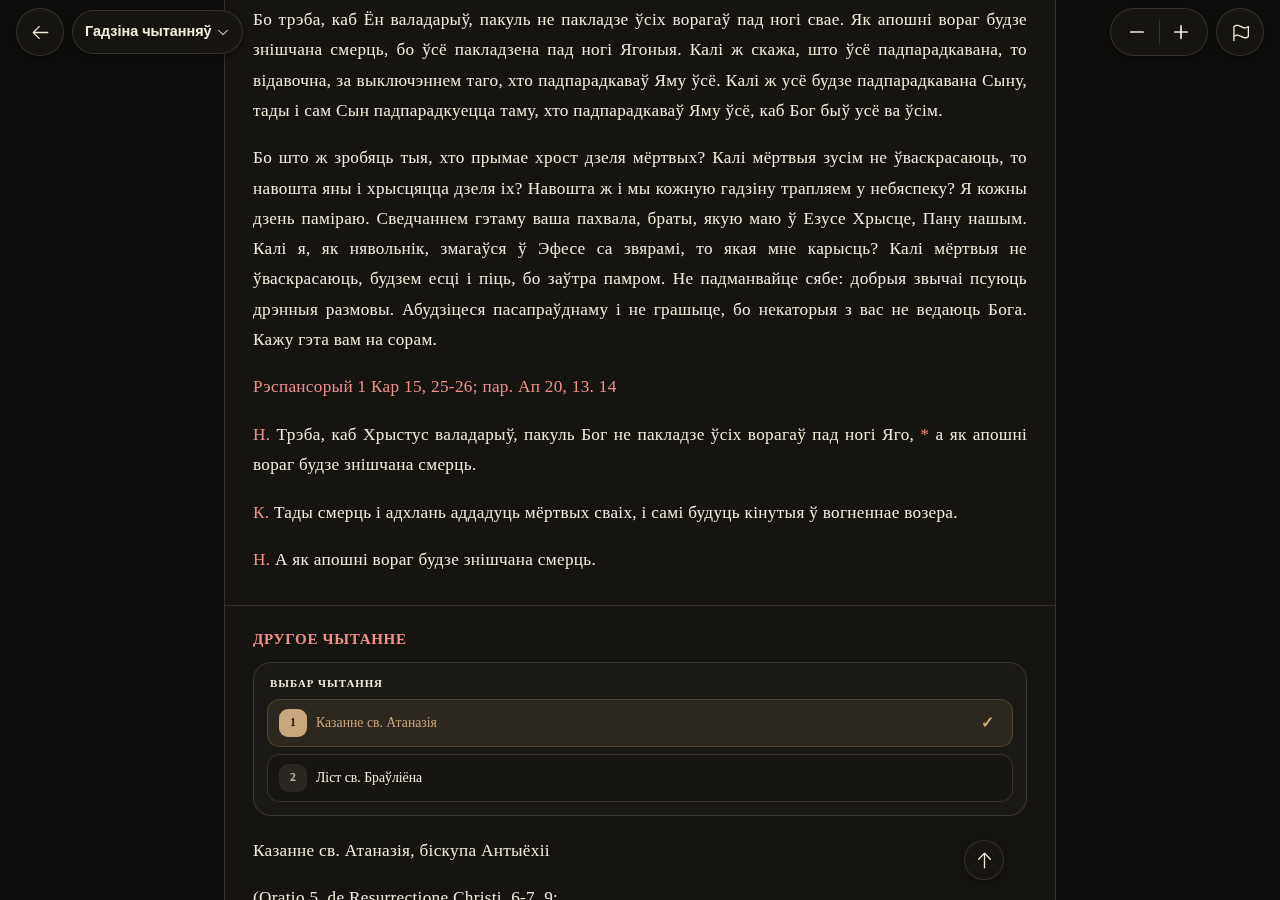 Гадзіна чытанняў
Бо трэба, каб Ён валадарыў, пакуль не пакладзе ўсіх ворагаў пад ногі свае. Як апошні вораг будзе
знішчана смерць, бо ўсё пакладзена пад ногі Ягоныя. Калі ж скажа, што ўсё падпарадкавана, то
відавочна, за выключэннем таго, хто падпарадкаваў Яму ўсё. Калі ж усё будзе падпарадкавана Сыну,
тады і сам Сын падпарадкуецца таму, хто падпарадкаваў Яму ўсё, каб Бог быў усё ва ўсім.
Бо што ж зробяць тыя, хто прымае хрост дзеля мёртвых? Калі мёртвыя зусім не ўваскрасаюць, то
навошта яны і хрысцяцца дзеля іх? Навошта ж і мы кожную гадзіну трапляем у небяспеку? Я кожны
дзень паміраю. Сведчаннем гэтаму ваша пахвала, браты, якую маю ў Езусе Хрысце, Пану нашым.
Калі я, як нявольнік, змагаўся ў Эфесе са звярамі, то якая мне карысць? Калі мёртвыя не
ўваскрасаюць, будзем есці і піць, бо заўтра памром. Не падманвайце сябе: добрыя звычаі псуюць
дрэнныя размовы. Абудзіцеся пасапраўднаму і не грашыце, бо некаторыя з вас не ведаюць Бога.
Кажу гэта вам на сорам.
Рэспансорый 1 Кар 15, 25-26; пар. Ап 20, 13. 14
Н. Трэба, каб Хрыстус валадарыў, пакуль Бог не пакладзе ўсіх ворагаў пад ногі Яго, * а як апошні
вораг будзе знішчана смерць.
К. Тады смерць і адхлань аддадуць мёртвых сваіх, і самі будуць кінутыя ў вогненнае возера.
Н. А як апошні вораг будзе знішчана смерць.
ДРУГОЕ ЧЫТАННЕ
ВЫБАР ЧЫТАННЯ
1 Казанне св. Атаназія ✓
2 Ліст св. Браўліёна
Казанне св. Атаназія, біскупа Антыёхіі
(Oratio 5, de Resurrectione Christi, 6-7, 9: